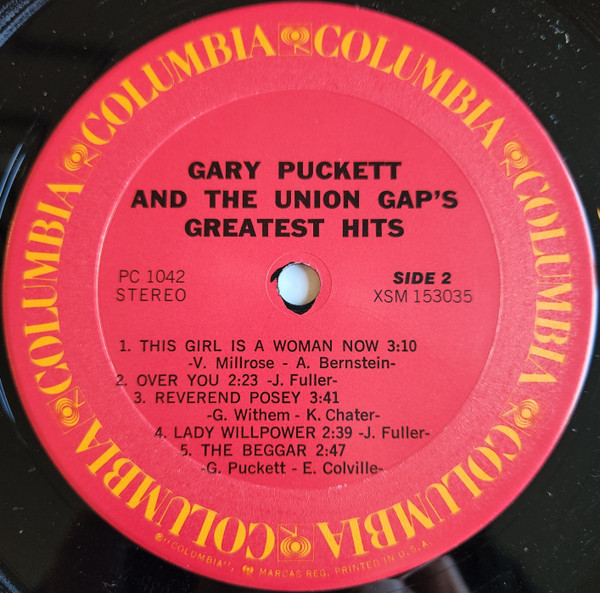 COLUMBIA COLUMBIA COLUMBIA COLUMBIA COLUMBIA COLUMBIA
GARY PUCKETT
AND THE UNION GAP'S
GREATEST HITS
PC 1042
STEREO
SIDE 2
XSM 153035
1. THIS GIRL IS A WOMAN NOW 3:10
-V. Millrose - A. Bernstein-
2. OVER YOU 2:23 -J. Fuller-
3. REVEREND POSEY 3:41
-G. Withem - K. Chater-
4. LADY WILLPOWER 2:39 -J. Fuller-
5. THE BEGGAR 2:47
-G. Puckett - E. Colville-
"COLUMBIA", MARCAS REG. PRINTED IN U.S.A.